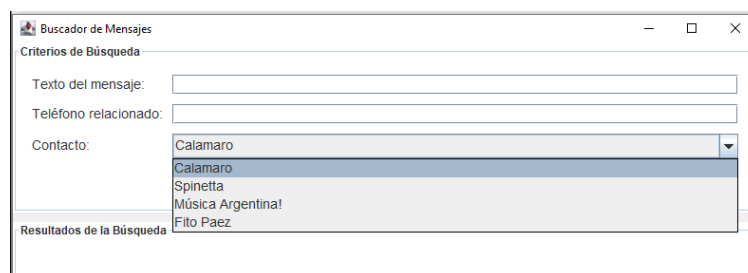 Buscador de Mensajes
Criterios de Búsqueda
Texto del mensaje:
Teléfono relacionado:
Contacto: Calamaro
Calamaro
Spinetta
Música Argentina!
Fito Paez
Resultados de la Búsqueda